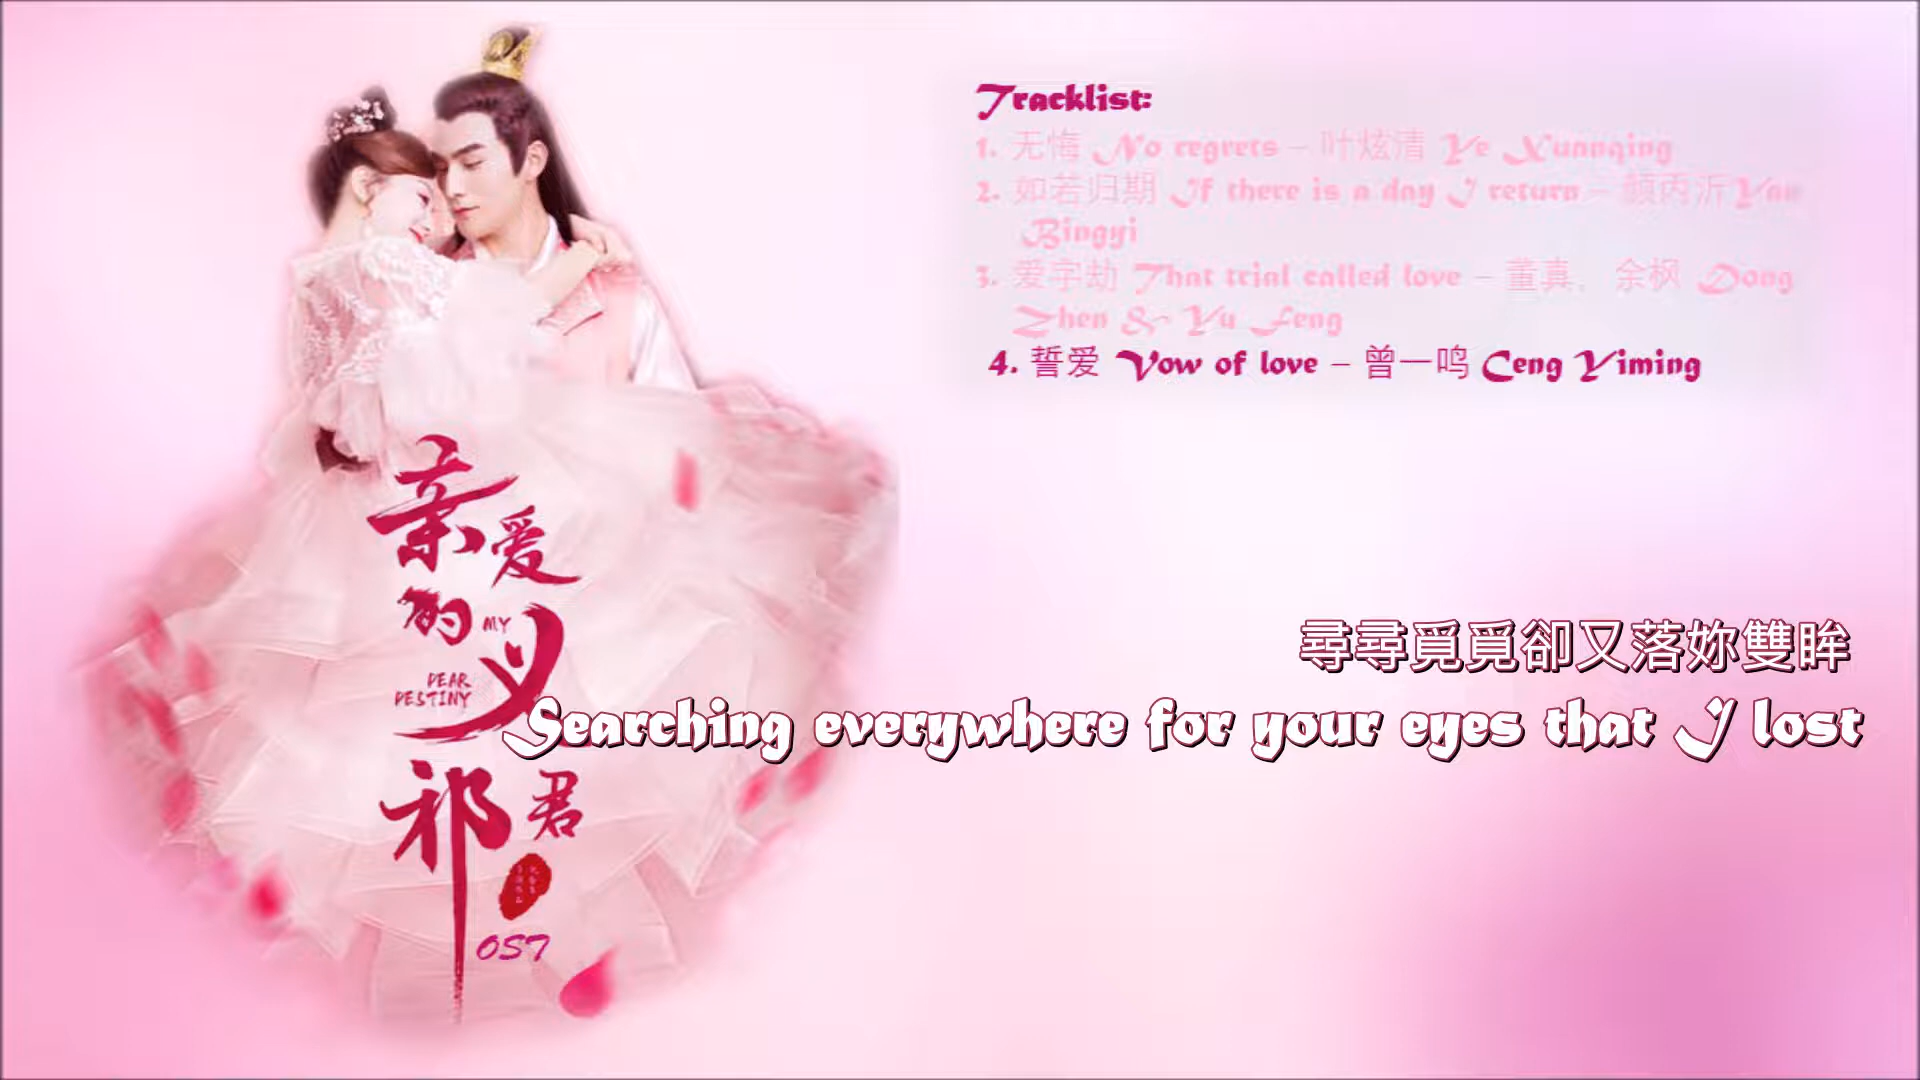 Tracklist:
1. 无悔 No regrets – 叶炫清 Ye Xuanqing
2. 如若归期 If there is a day I return – 颜丙沂 Yan
Bingyi
3. 爱字劫 That trial called love – 董真，余枫 Dong
Zhen & Yu Feng
4. 誓爱 Vow of love – 曾一鸣 Ceng Yiming
亲爱
的 MY
义
DEAR
DESTINY
祁君
OST
尋尋覓覓卻又落妳雙眸
Searching everywhere for your eyes that I lost